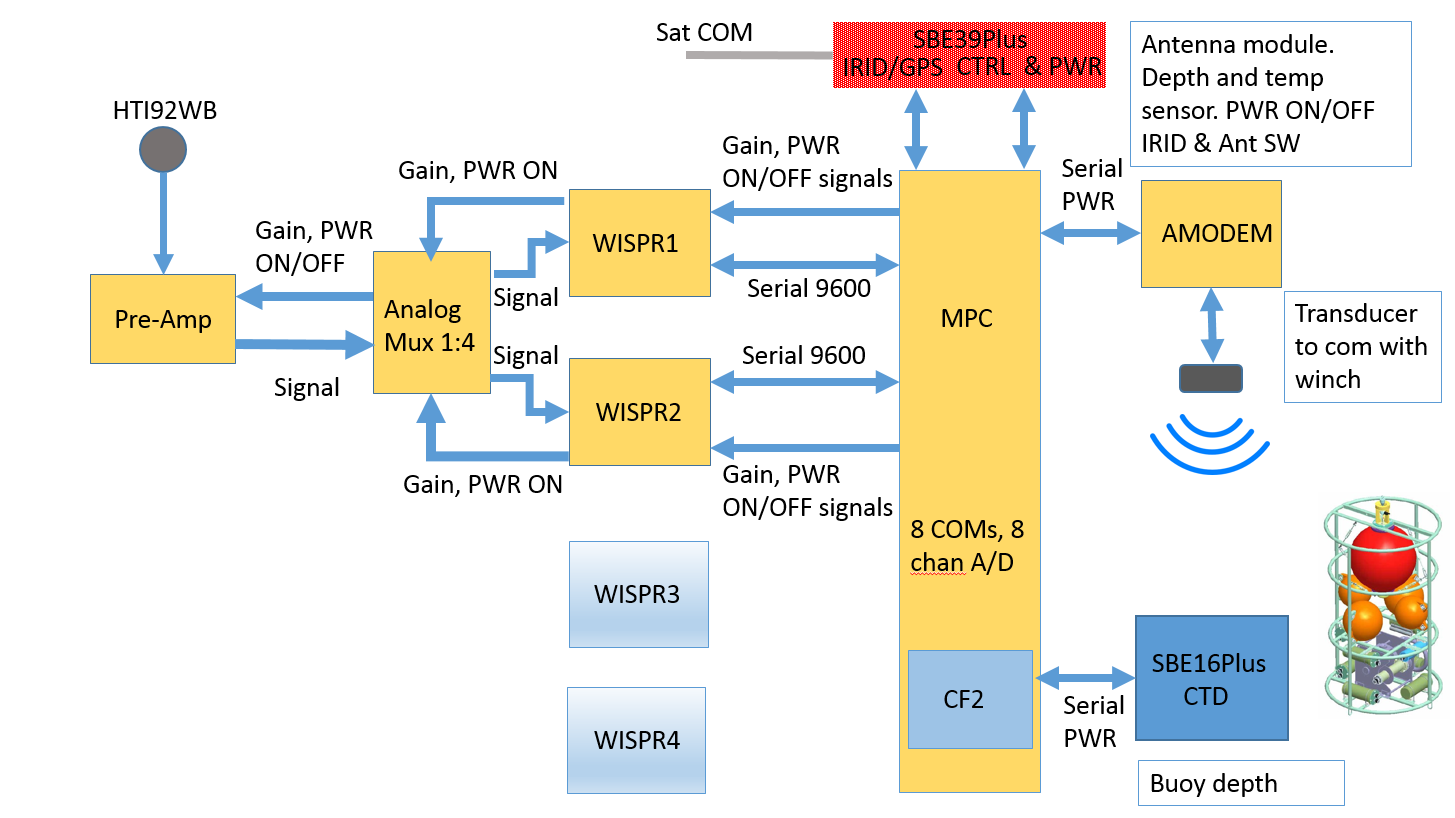 Sat COM
SBE39Plus
IRID/GPS CTRL & PWR
Antenna module.
Depth and temp
sensor. PWR ON/OFF
IRID & Ant SW
HTI92WB
Gain, PWR ON
Gain, PWR
ON/OFF signals
Serial
PWR
Gain, PWR
ON/OFF
WISPR1
AMODEM
Signal
Serial 9600
Pre-Amp
Analog
Mux 1:4
MPC
Transducer
to com with
winch
Signal
Signal
Serial 9600
WISPR2
Gain, PWR ON
Gain, PWR
ON/OFF signals
8 COMs, 8
chan A/D
WISPR3
CF2
SBE16Plus
CTD
Serial
PWR
WISPR4
Buoy depth